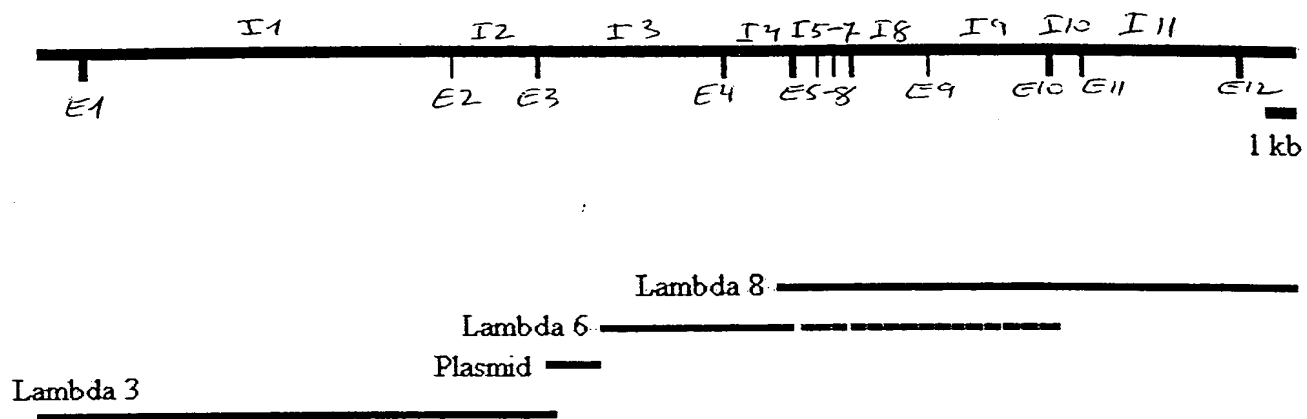 I1 I2 I3 I4 I5-7 I8 I9 I10 I11
E1 E2 E3 E4 E5-8 E9 E10 E11 E12
1 kb
Lambda 8
Lambda 6
Plasmid
Lambda 3